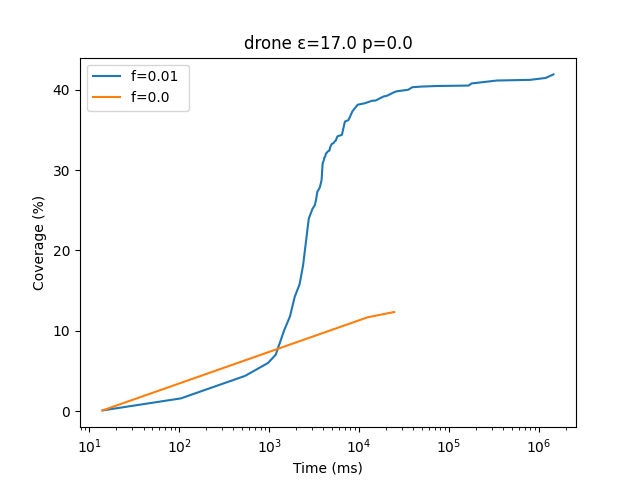 drone ε=17.0 p=0.0
f=0.01
f=0.0
Coverage (%)
40
30
20
10
0
10¹ 10² 10³ 10⁴ 10⁵ 10⁶
Time (ms)